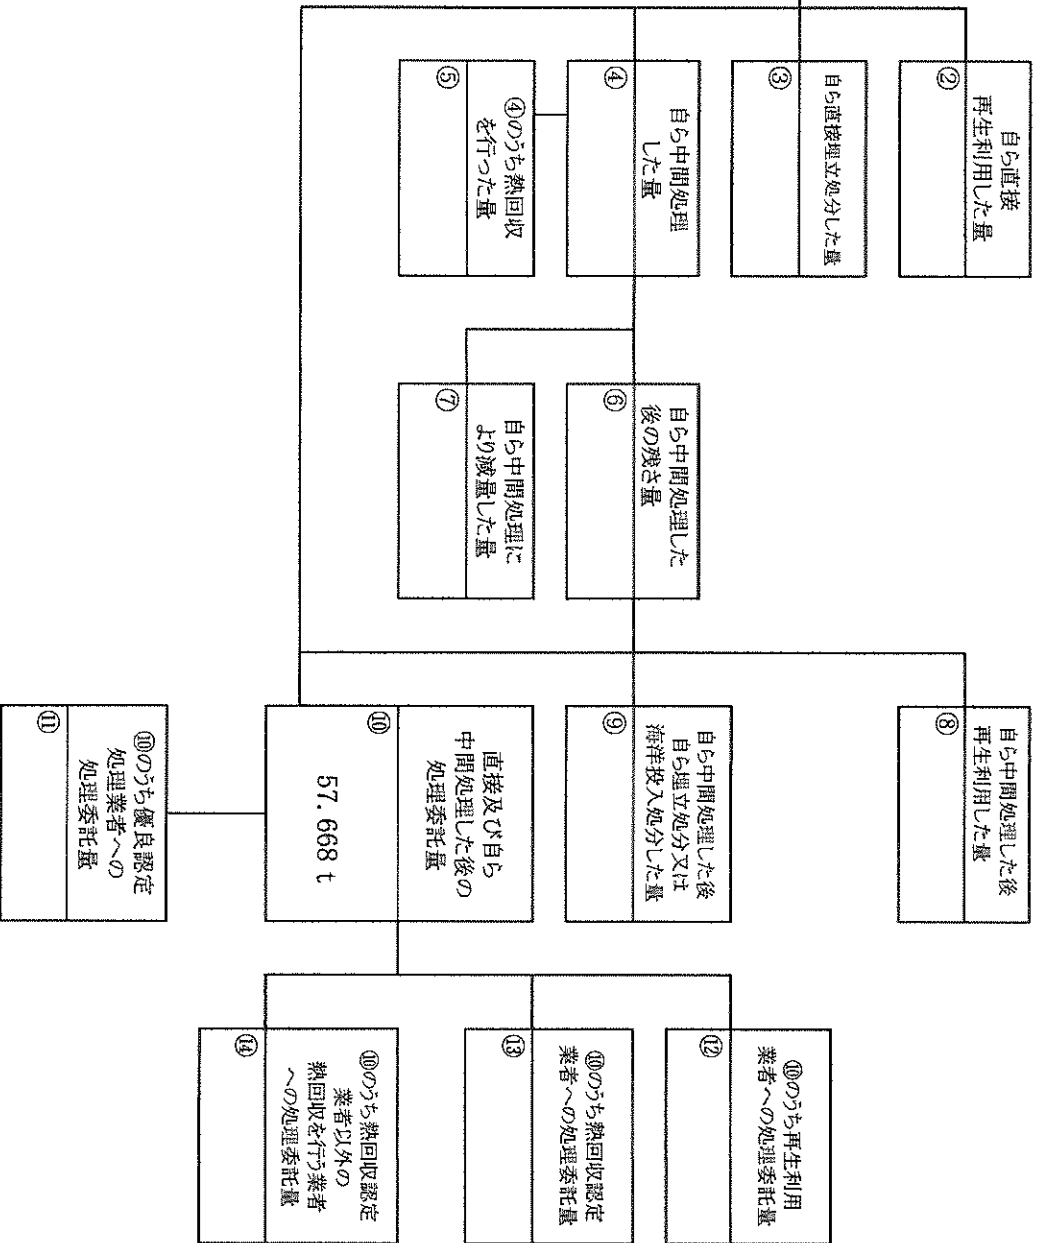 自ら直接
再生利用した量
②
自ら直接埋立処分した量
③
自ら中間処理
した量
④
④のうち熱回収
を行った量
⑤
自ら中間処理した
後の残さ量
⑥
自ら中間処理に
より減量した量
⑦
自ら中間処理した後
再生利用した量
⑧
自ら中間処理した後
自ら埋立処分又は
海洋投入処分した量
⑨
直接及び自ら
中間処理した後の
処理委託量
⑩
57.668 t
⑩のうち優良認定
処理業者への
処理委託量
⑪
⑩のうち再生利用
業者への処理委託量
⑫
⑩のうち熱回収認定
業者への処理委託量
⑬
⑩のうち熱回収認定
業者以外の
熱回収を行う業者
への処理委託量
⑭